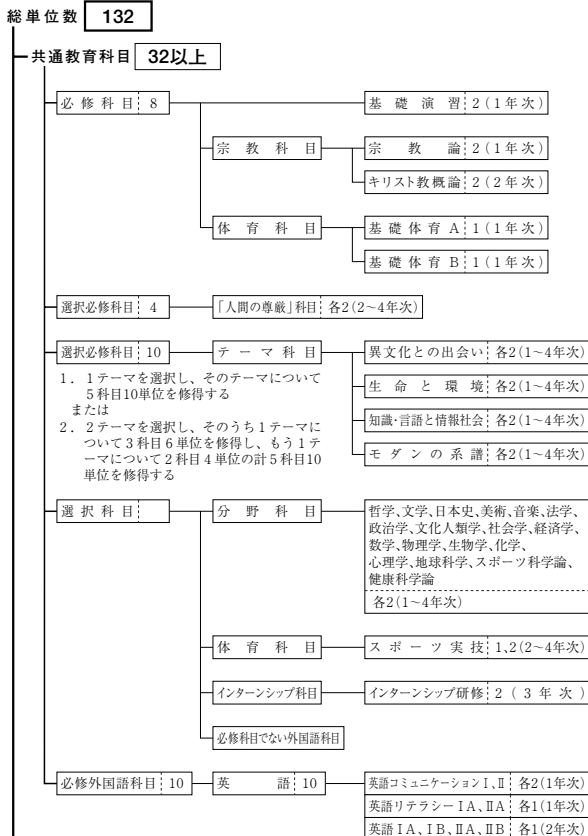 総単位数 132
共通教育科目 32以上
必修科目 8
基礎演習 2(1年次)
宗教科目
宗教論 2(1年次)
キリスト教概論 2(2年次)
体育科目
基礎体育A 1(1年次)
基礎体育B 1(1年次)
選択必修科目 4
「人間の尊厳」科目 各2(2~4年次)
選択必修科目 10
テーマ科目
異文化との出会い 各2(1~4年次)
生命と環境 各2(1~4年次)
知識・言語と情報社会 各2(1~4年次)
モダンの系譜 各2(1~4年次)
1. 1テーマを選択し、そのテーマについて
5科目10単位を修得する
または
2. 2テーマを選択し、そのうち1テーマに
ついて3科目6単位を修得し、もう1テ
ーマについて2科目4単位の計5科目10
単位を修得する
選択科目
分野科目
哲学、文学、日本史、美術、音楽、法学、
政治学、文化人類学、社会学、経済学、
数学、物理学、生物学、化学、
心理学、地球科学、スポーツ科学論、
健康科学論
各2(1~4年次)
体育科目
スポーツ実技 1,2(2~4年次)
インターンシップ科目
インターンシップ研修 2(3年次)
必修科目でない外国語科目
必修外国語科目 10
英語 10
英語コミュニケーションⅠ,Ⅱ 各2(1年次)
英語リテラシーⅠA,ⅡA 各1(1年次)
英語ⅠA,ⅠB,ⅡA,ⅡB 各1(2年次)